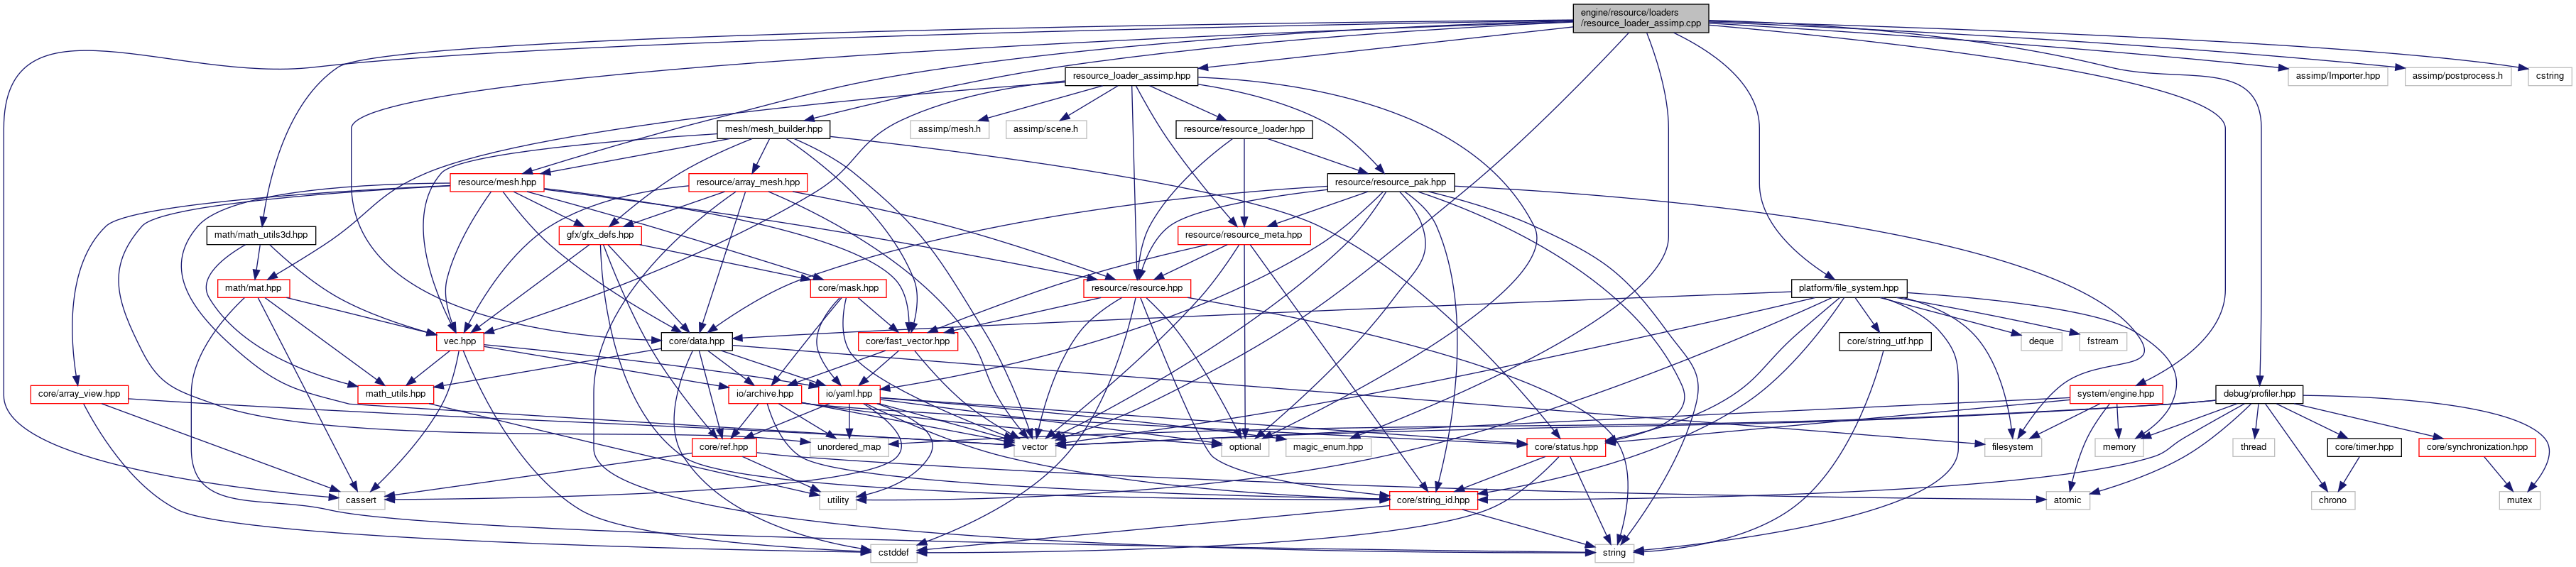 engine/resource/loaders
/resource_loader_assimp.cpp
resource_loader_assimp.hpp
assimp/Importer.hpp
assimp/postprocess.h
cstring
mesh/mesh_builder.hpp
assimp/mesh.h
assimp/scene.h
resource/resource_loader.hpp
resource/mesh.hpp
resource/array_mesh.hpp
resource/resource_pak.hpp
math/math_utils3d.hpp
gfx/gfx_defs.hpp
resource/resource_meta.hpp
math/mat.hpp
core/mask.hpp
resource/resource.hpp
platform/file_system.hpp
vec.hpp
core/data.hpp
core/fast_vector.hpp
core/string_utf.hpp
deque
fstream
core/array_view.hpp
math_utils.hpp
io/archive.hpp
io/yaml.hpp
system/engine.hpp
debug/profiler.hpp
core/ref.hpp
unordered_map
vector
optional
magic_enum.hpp
core/status.hpp
filesystem
memory
thread
core/timer.hpp
core/synchronization.hpp
cassert
utility
core/string_id.hpp
atomic
chrono
mutex
cstddef
string